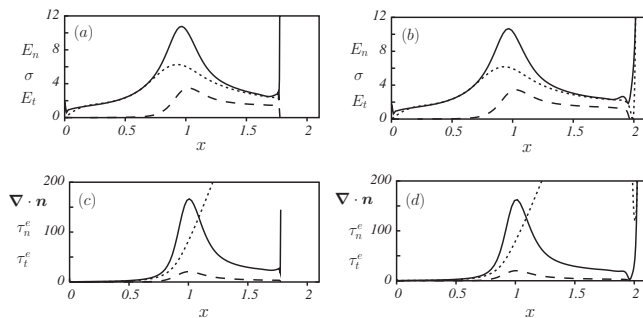 12
(a)
E_n
8
σ
4
E_t
0
0
0.5
1
1.5
2
x
12
(b)
E_n
8
σ
4
E_t
0
0
0.5
1
1.5
2
x
∇ · n
200
(c)
τ_n^e
100
τ_t^e
0
0
0.5
1
1.5
2
x
∇ · n
200
(d)
τ_n^e
100
τ_t^e
0
0
0.5
1
1.5
2
x